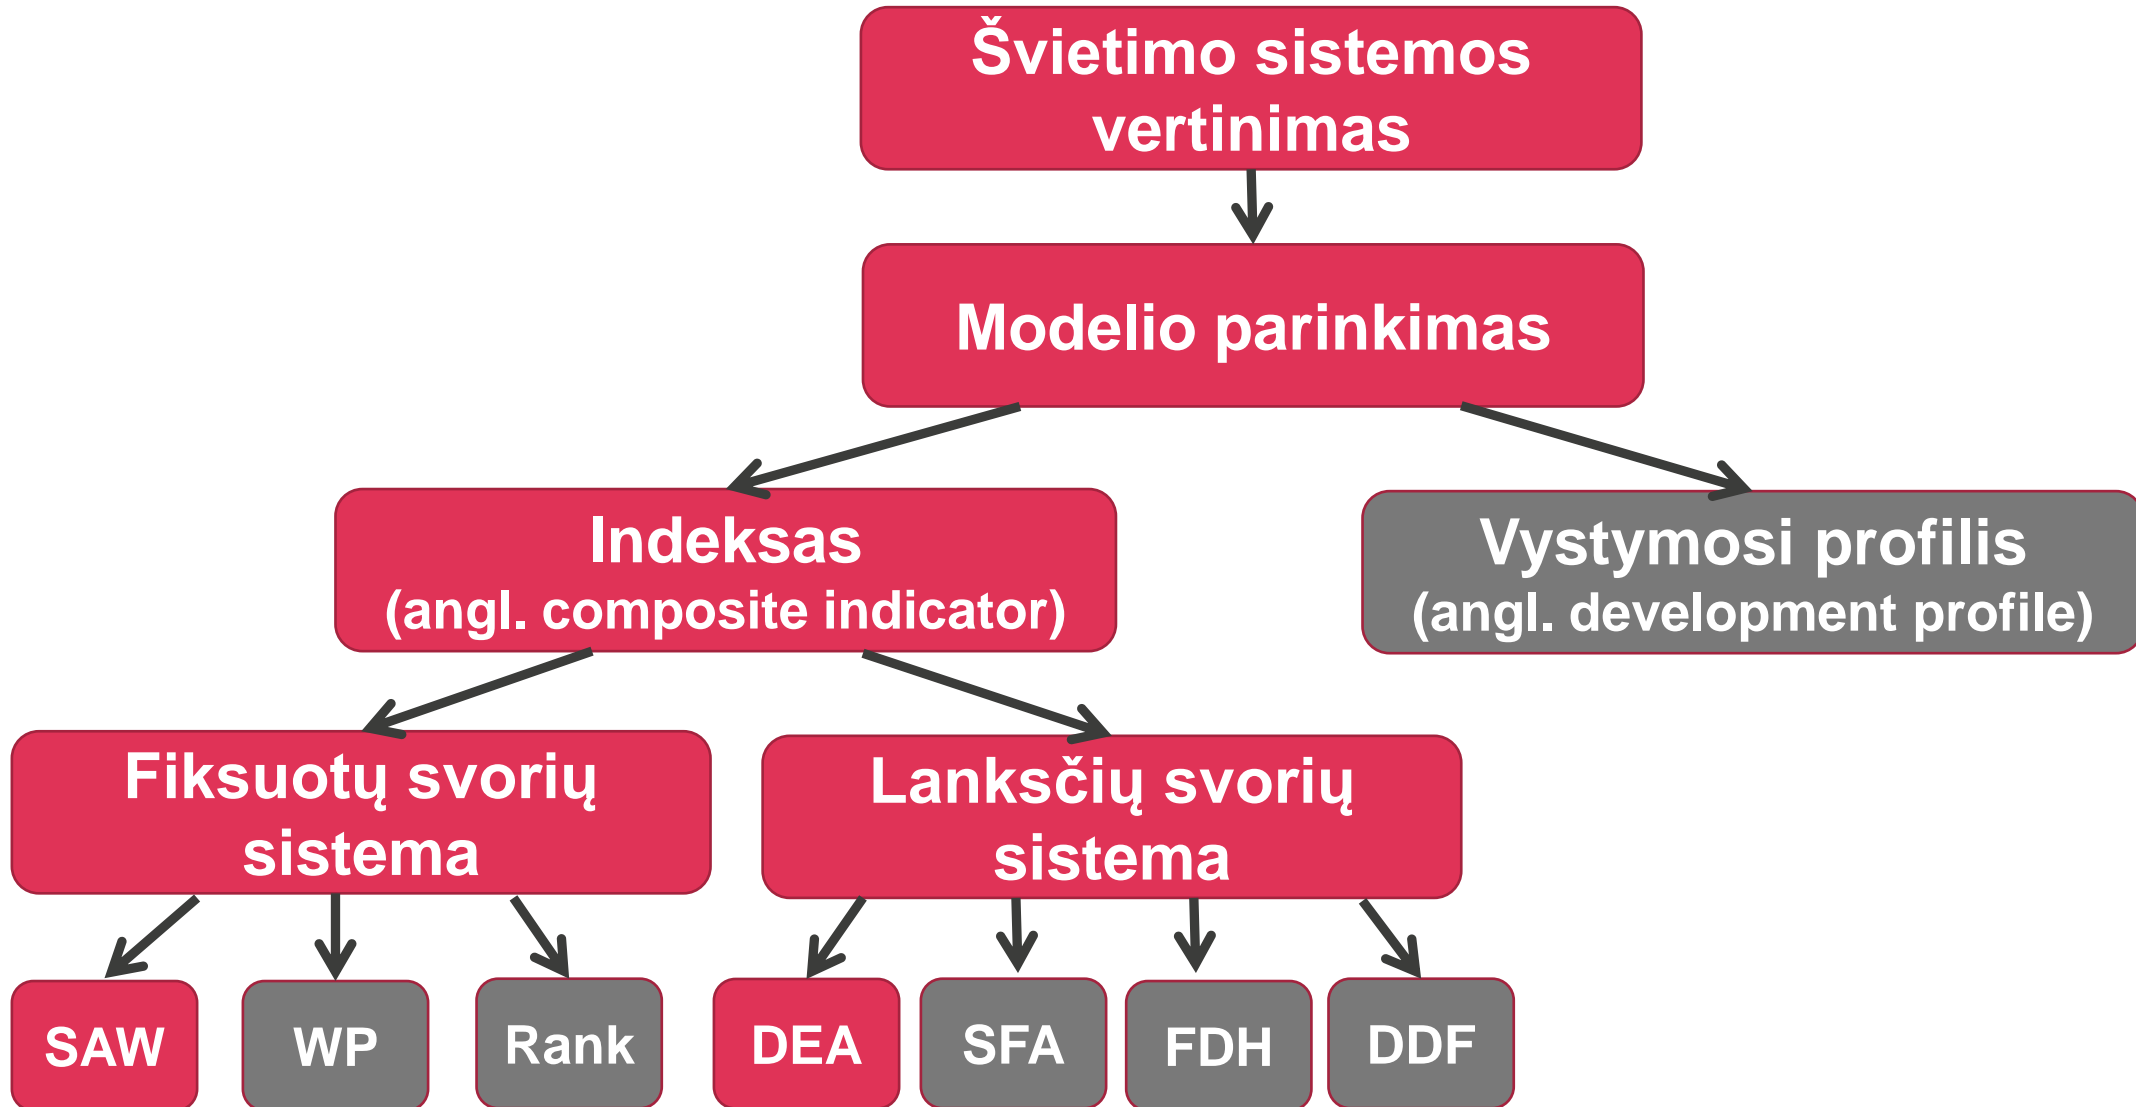 Švietimo sistemos
vertinimas
Modelio parinkimas
Indeksas
(angl. composite indicator)
Vystymosi profilis
(angl. development profile)
Fiksuotų svorių
sistema
Lanksčių svorių
sistema
SAW
WP
Rank
DEA
SFA
FDH
DDF